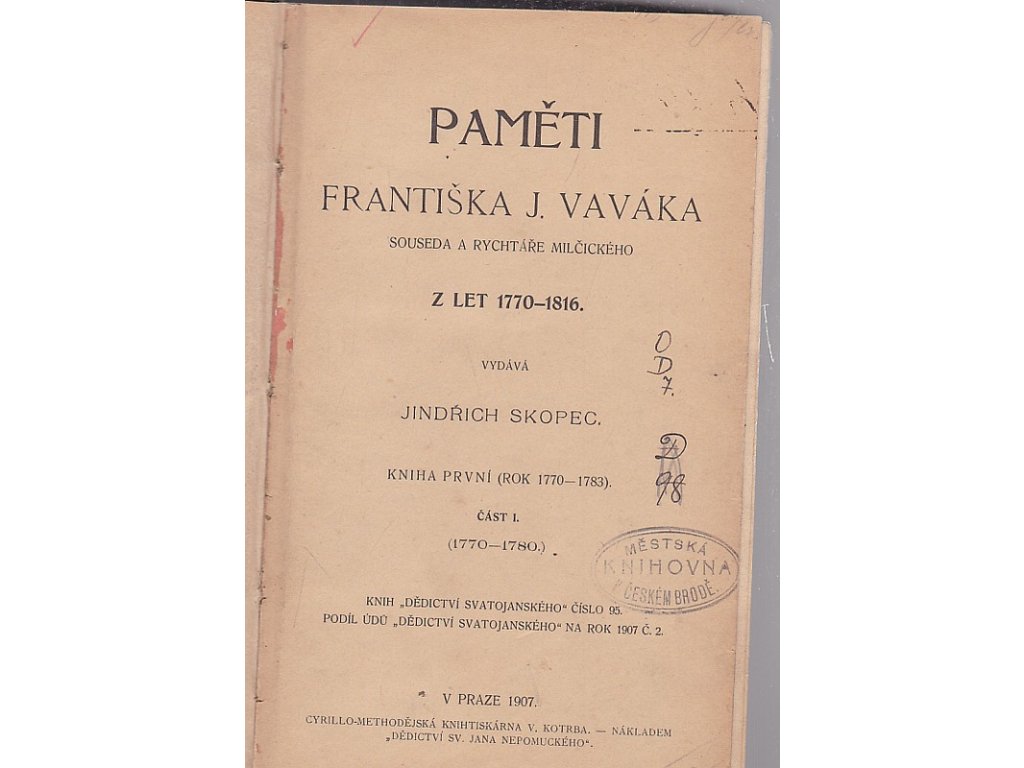 PAMĚTI
FRANTIŠKA J. VAVÁKA
SOUSEDA A RYCHTÁŘE MILČICKÉHO
Z LET 1770–1816.
VYDÁVÁ
JINDŘICH SKOPEC.
KNIHA PRVNÍ (ROK 1770—1783).
ČÁST I.
(1770—1780.)
O
D
7.
D
98
MĚSTSKÁ
KNIHOVNA
V ČESKÉM BRODĚ.
KNIH „DĚDICTVÍ SVATOJANSKÉHO“ ČÍSLO 95.
PODÍL ÚDŮ „DĚDICTVÍ SVATOJANSKÉHO“ NA ROK 1907 Č. 2.
V PRAZE 1907.
CYRILLO-METHODĚJSKÁ KNIHTISKÁRNA V. KOTRBA. — NÁKLADEM
„DĚDICTVÍ SV. JANA NEPOMUCKÉHO“.